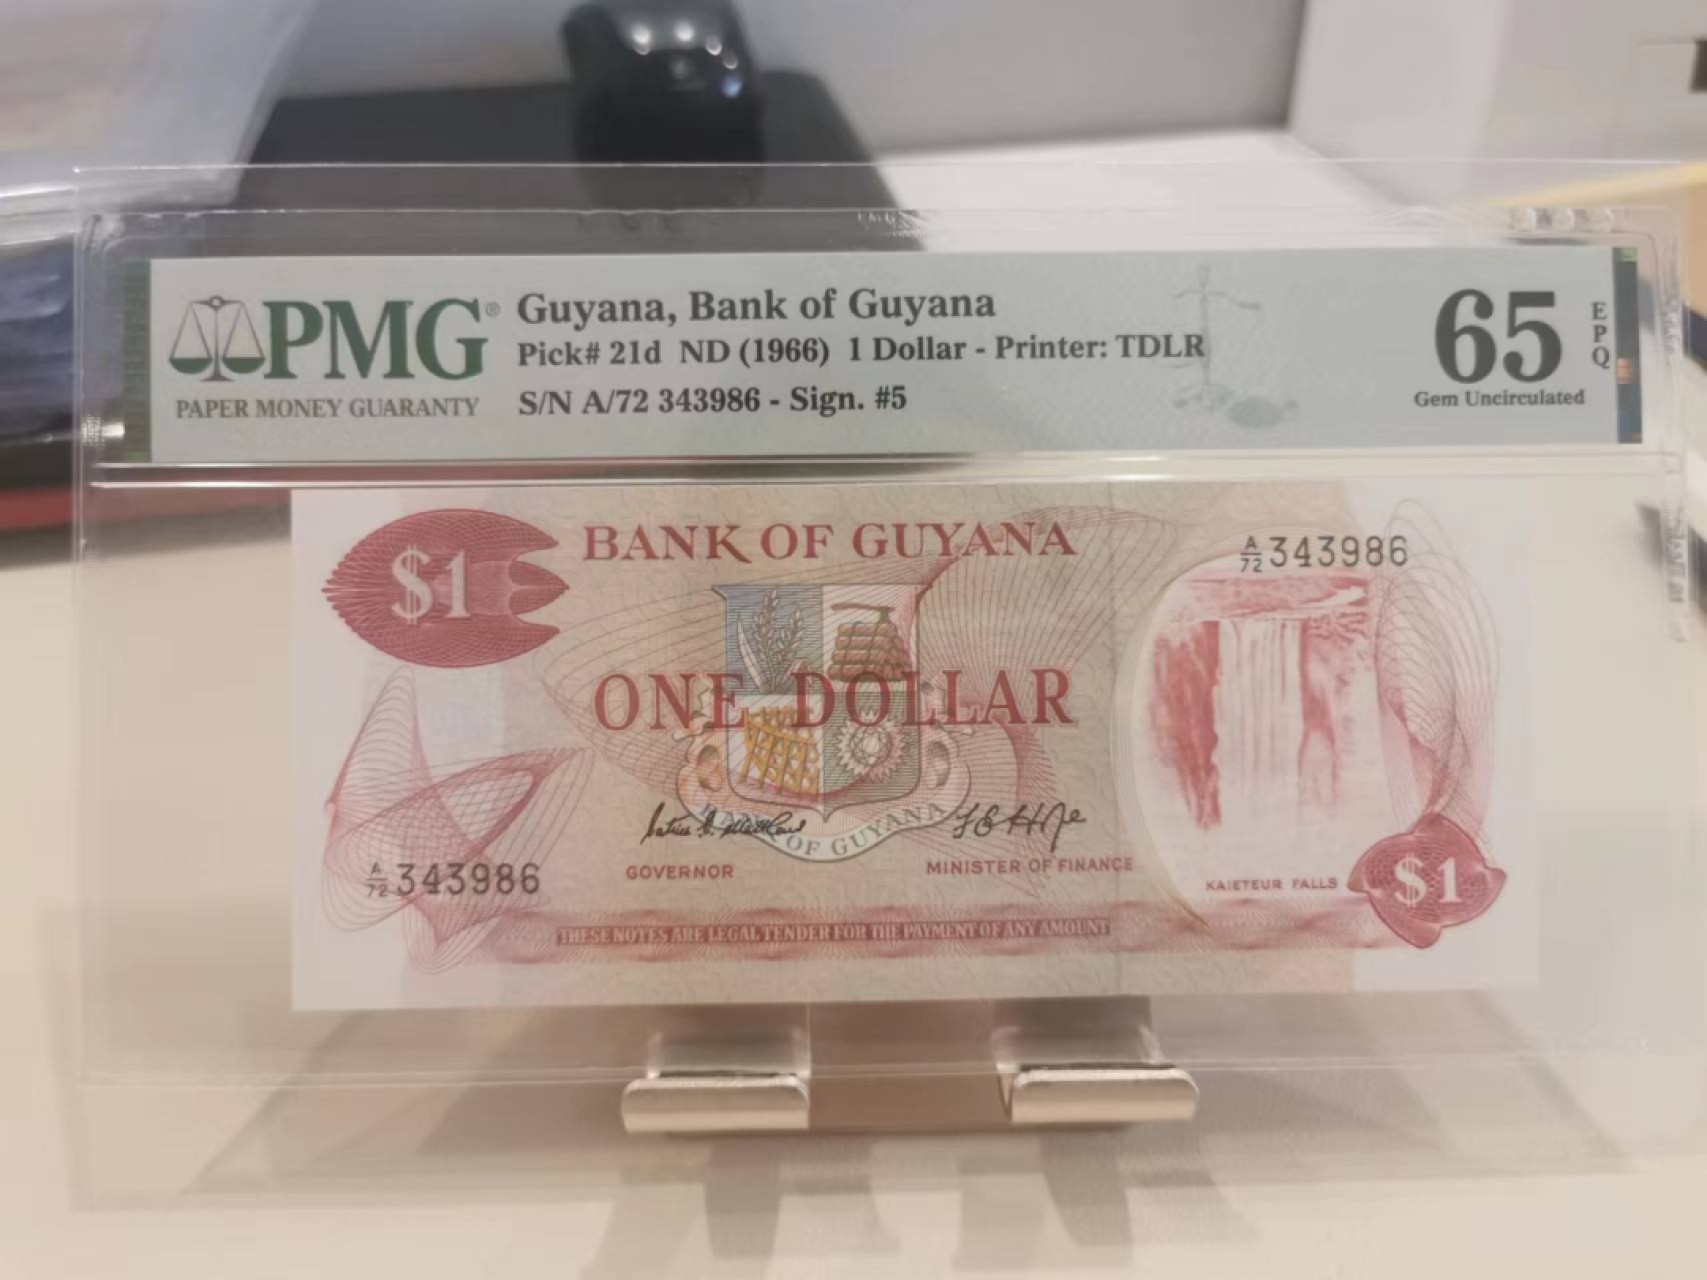 PMG®
PAPER MONEY GUARANTY
Guyana, Bank of Guyana
Pick# 21d ND (1966) 1 Dollar - Printer: TDLR
S/N A/72 343986 - Sign. #5
65
EPQ
Gem Uncirculated
$1
BANK OF GUYANA
A/72 343986
ONE DOLLAR
BANK OF GUYANA
GOVERNOR
MINISTER OF FINANCE
A/72 343986
KAIETEUR FALLS
$1
THESE NOTES ARE LEGAL TENDER FOR THE PAYMENT OF ANY AMOUNT